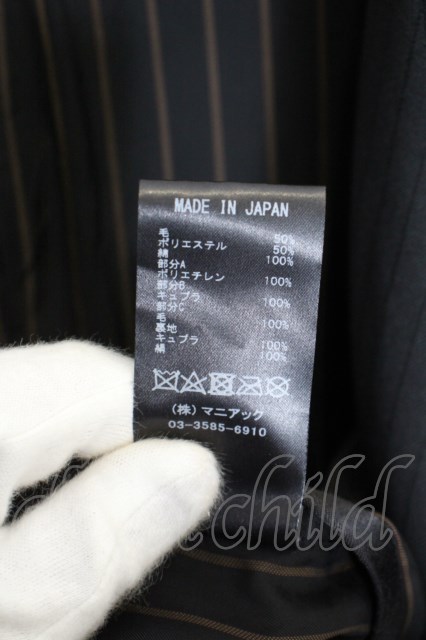 MADE IN JAPAN
毛 50%
ポリエステル 50%
綿 100%
部分A
ポリエチレン 100%
部分B
キュプラ 100%
部分C
毛 100%
裏地
キュプラ 100%
絹 100%
(株) マニアック
03-3585-6910
child